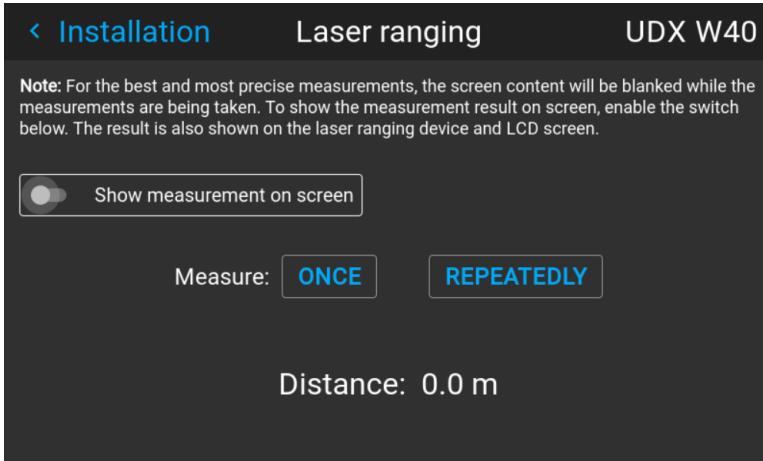 Installation Laser ranging UDX W40
Note: For the best and most precise measurements, the screen content will be blanked while the
measurements are being taken. To show the measurement result on screen, enable the switch
below. The result is also shown on the laser ranging device and LCD screen.
Show measurement on screen
Measure: ONCE REPEATEDLY
Distance: 0.0 m